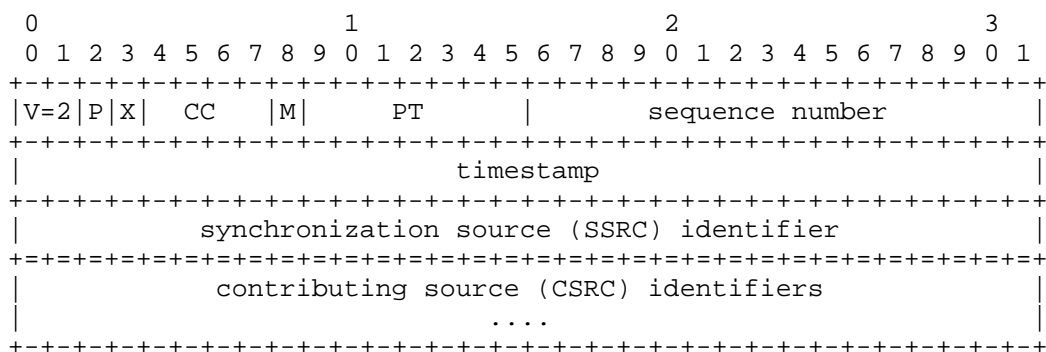 0                   1                   2                   3
 0 1 2 3 4 5 6 7 8 9 0 1 2 3 4 5 6 7 8 9 0 1 2 3 4 5 6 7 8 9 0 1
+-+-+-+-+-+-+-+-+-+-+-+-+-+-+-+-+-+-+-+-+-+-+-+-+-+-+-+-+-+-+-+-+
|V=2|P|X|  CC   |M|     PT      |       sequence number         |
+-+-+-+-+-+-+-+-+-+-+-+-+-+-+-+-+-+-+-+-+-+-+-+-+-+-+-+-+-+-+-+-+
|                           timestamp                           |
+-+-+-+-+-+-+-+-+-+-+-+-+-+-+-+-+-+-+-+-+-+-+-+-+-+-+-+-+-+-+-+-+
|           synchronization source (SSRC) identifier            |
+=+=+=+=+=+=+=+=+=+=+=+=+=+=+=+=+=+=+=+=+=+=+=+=+=+=+=+=+=+=+=+=+
|            contributing source (CSRC) identifiers             |
|                             ....                              |
+-+-+-+-+-+-+-+-+-+-+-+-+-+-+-+-+-+-+-+-+-+-+-+-+-+-+-+-+-+-+-+-+